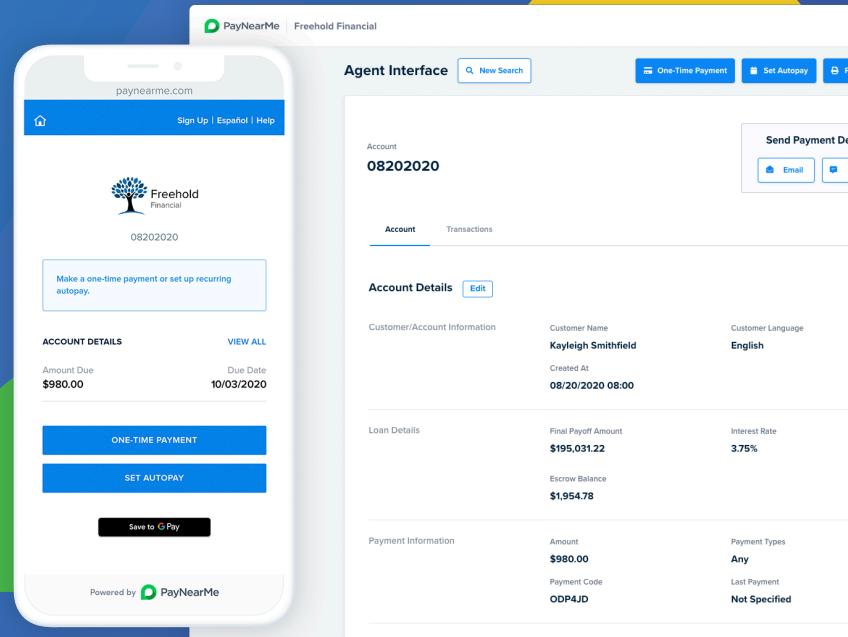 PayNearMe Freehold Financial
paynearme.com
Sign Up | Español | Help
Freehold
Financial
08202020
Make a one-time payment or set up recurring
autopay.
ACCOUNT DETAILS VIEW ALL
Amount Due Due Date
$980.00 10/03/2020
ONE-TIME PAYMENT
SET AUTOPAY
Save to G Pay
Powered by PayNearMe
Agent Interface New Search One-Time Payment Set Autopay
Account
08202020
Send Payment De
Email
Account Transactions
Account Details Edit
Customer/Account Information Customer Name Customer Language
Kayleigh Smithfield English
Created At
08/20/2020 08:00
Loan Details Final Payoff Amount Interest Rate
$195,031.22 3.75%
Escrow Balance
$1,954.78
Payment Information Amount Payment Types
$980.00 Any
Payment Code Last Payment
ODP4JD Not Specified